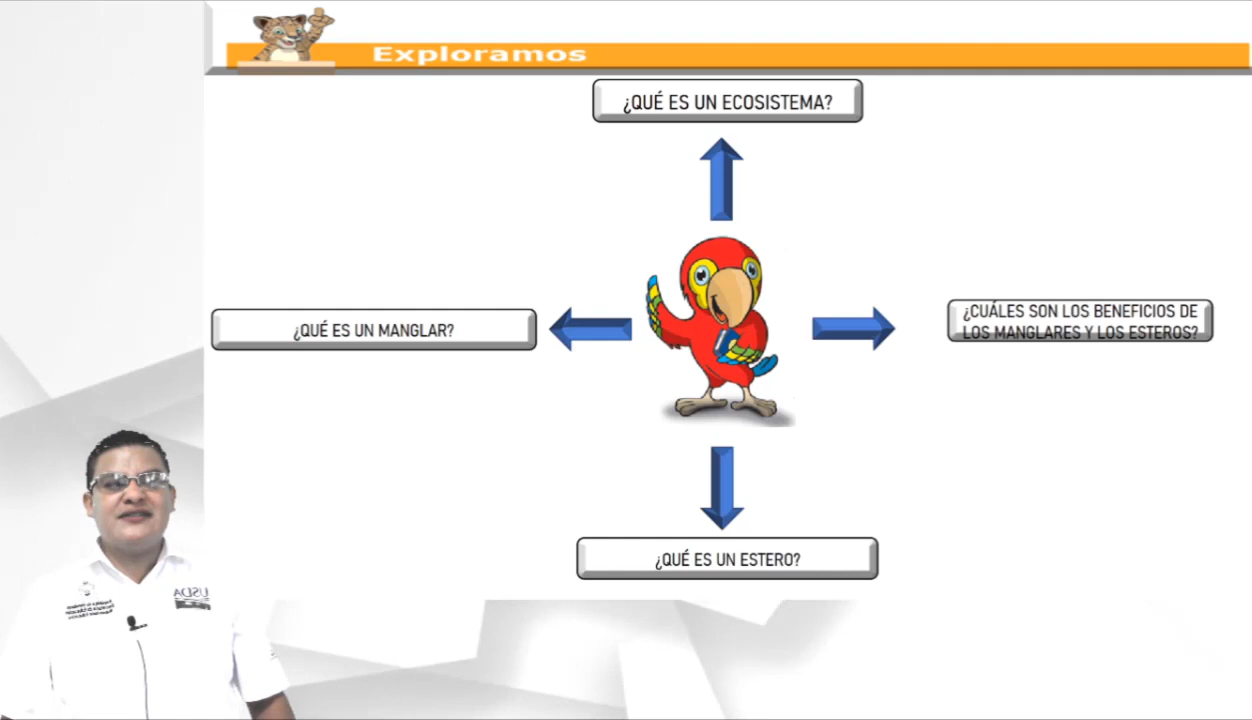 Exploramos
¿QUÉ ES UN ECOSISTEMA?
¿QUÉ ES UN MANGLAR?
¿CUÁLES SON LOS BENEFICIOS DE
LOS MANGLARES Y LOS ESTEROS?
¿QUÉ ES UN ESTERO?
USDA